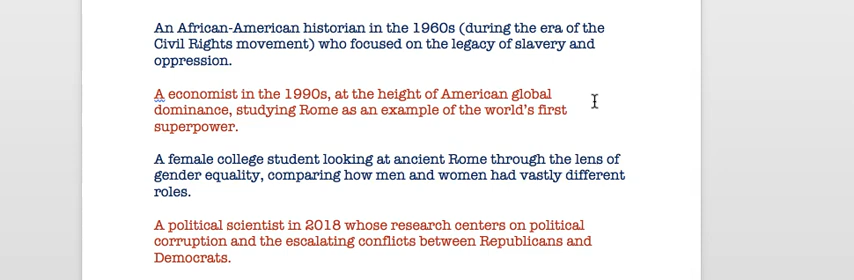 An African-American historian in the 1960s (during the era of the
Civil Rights movement) who focused on the legacy of slavery and
oppression.
A economist in the 1990s, at the height of American global
dominance, studying Rome as an example of the world's first
superpower.
A female college student looking at ancient Rome through the lens of
gender equality, comparing how men and women had vastly different
roles.
A political scientist in 2018 whose research centers on political
corruption and the escalating conflicts between Republicans and
Democrats.